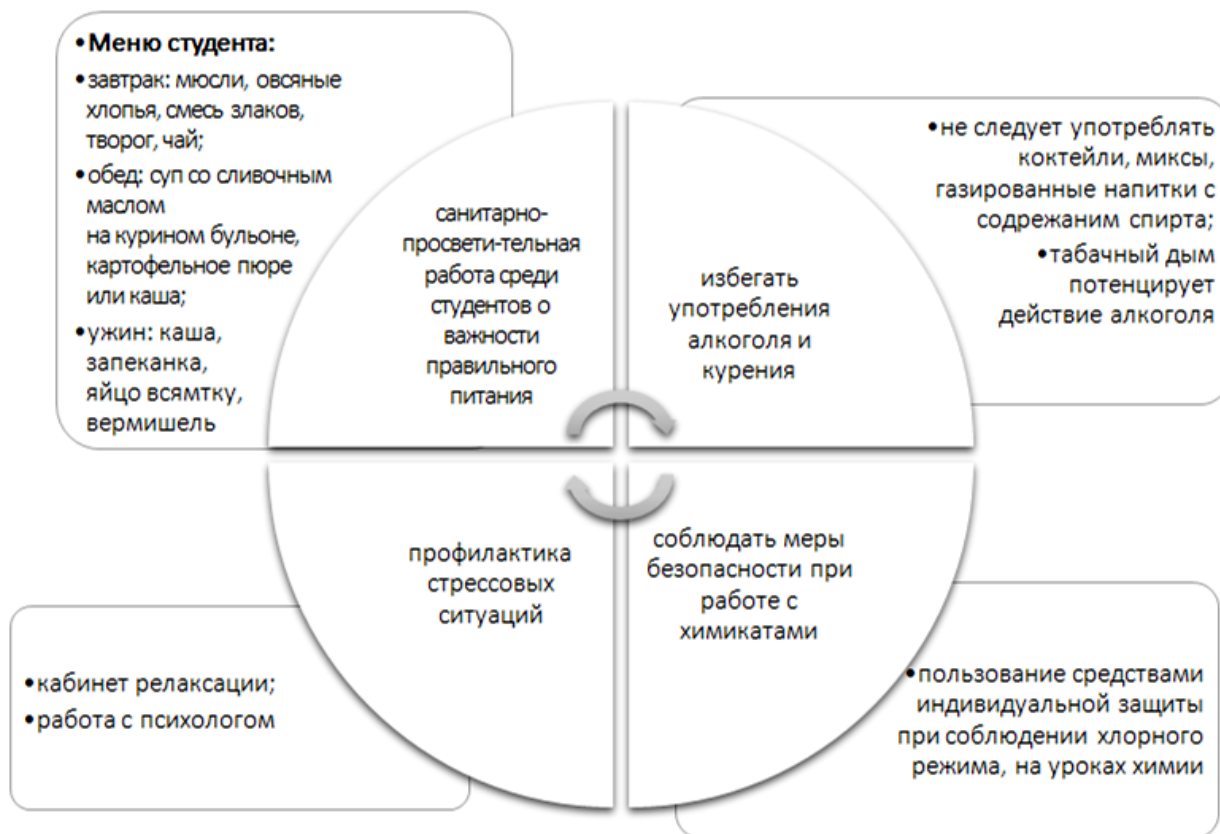 •Меню студента:
•завтрак: мюсли, овсяные
хлопья, смесь злаков,
творог, чай;
•обед: суп со сливочным
маслом
на курином бульоне,
картофельное пюре
или каша;
•ужин: каша,
запеканка,
яйцо всямтку,
вермишель
санитарно-
просвети-тельная
работа среди
студентов о
важности
правильного
питания
избегать
употребления
алкоголя и
курения
•не следует употреблять
коктейли, миксы,
газированные напитки с
содрежаним спирта;
•табачный дым
потенцирует
действие алкоголя
профилактика
стрессовых
ситуаций
•кабинет релаксации;
•работа с психологом
соблюдать меры
безопасности при
работе с
химикатами
•пользование средствами
индивидуальной защиты
при соблюдении хлорного
режима, на уроках химии